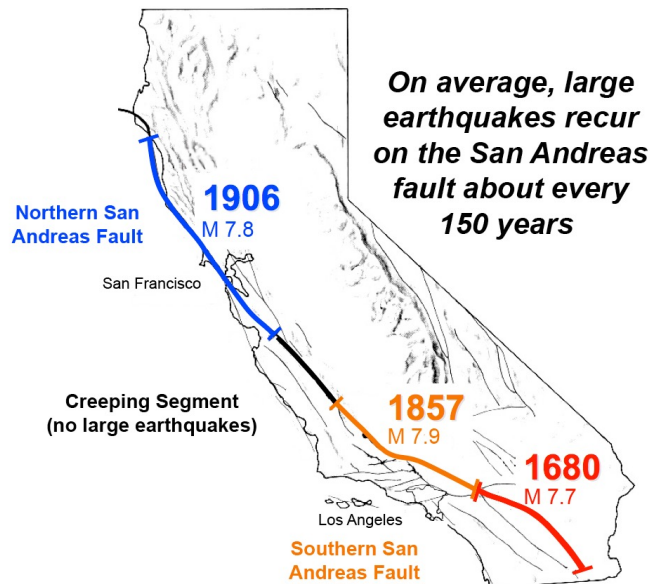 On average, large
earthquakes recur
on the San Andreas
fault about every
150 years
1906
M 7.8
Northern San
Andreas Fault
San Francisco
Creeping Segment
(no large earthquakes)
1857
M 7.9
1680
M 7.7
Los Angeles
Southern San
Andreas Fault